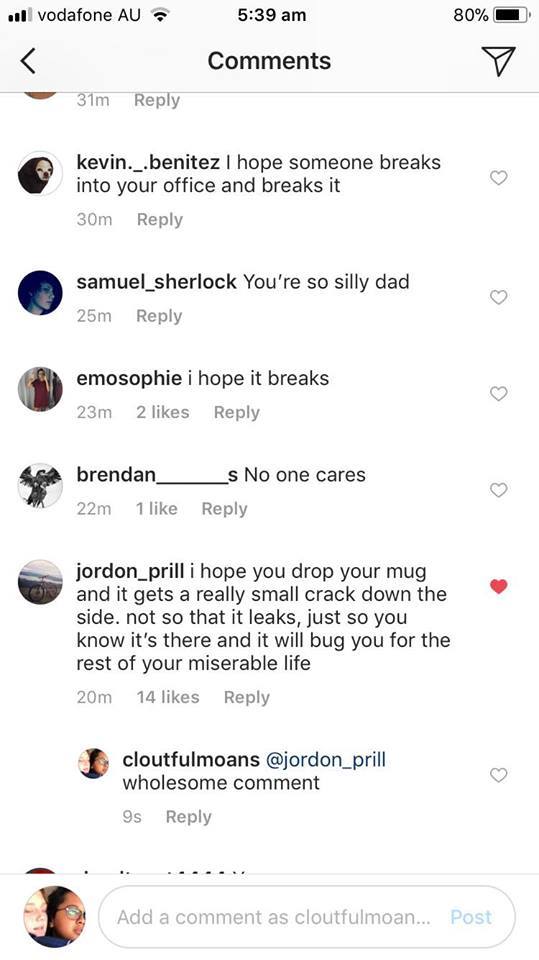 vodafone AU 5:39 am 80%
Comments
31m Reply
kevin._.benitez I hope someone breaks
into your office and breaks it
30m Reply
samuel_sherlock You're so silly dad
25m Reply
emosophie i hope it breaks
23m 2 likes Reply
brendan_______s No one cares
22m 1 like Reply
jordon_prill i hope you drop your mug
and it gets a really small crack down the
side. not so that it leaks, just so you
know it's there and it will bug you for the
rest of your miserable life
20m 14 likes Reply
cloutfulmoans @jordon_prill
wholesome comment
9s Reply
Add a comment as cloutfulmoan... Post